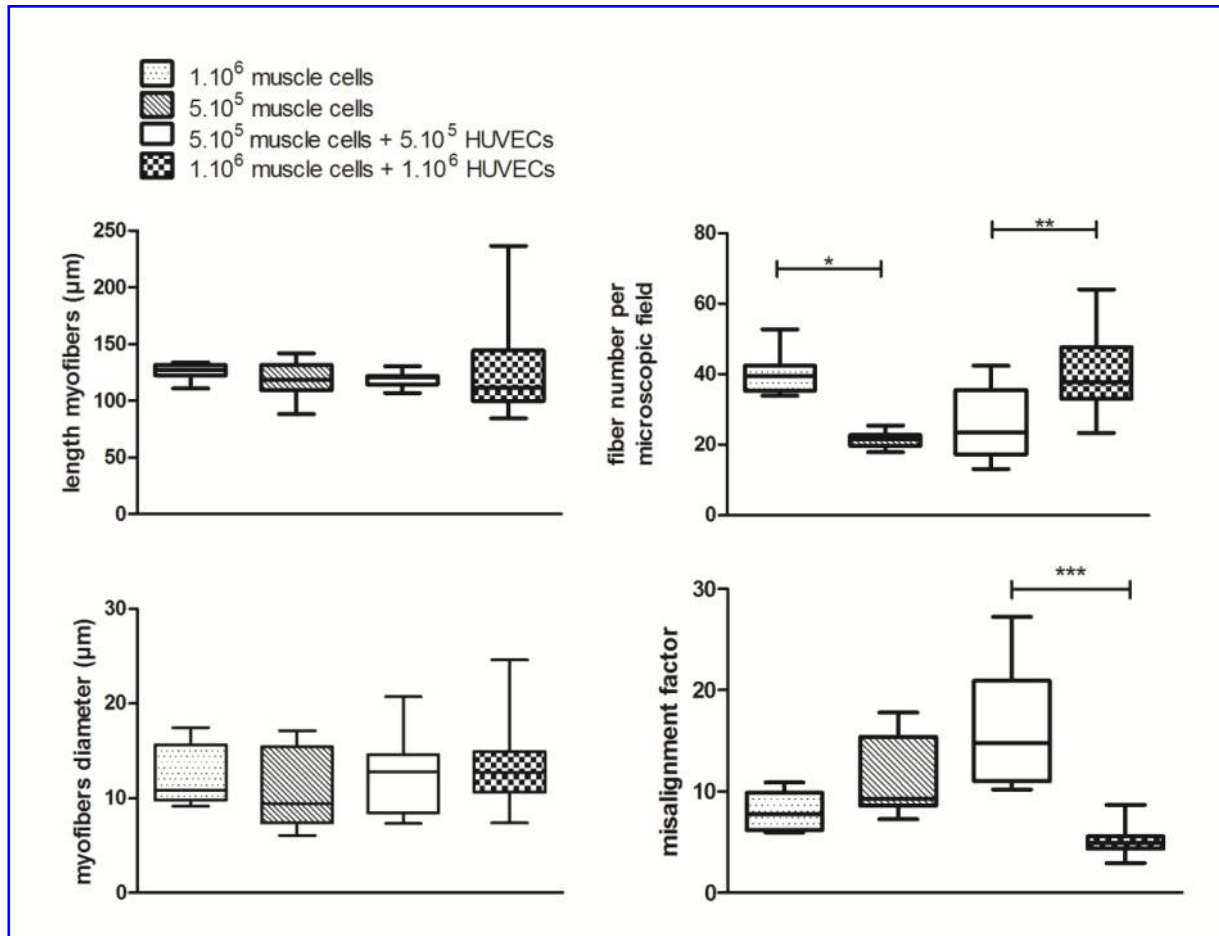 1.10⁶ muscle cells
5.10⁵ muscle cells
5.10⁵ muscle cells + 5.10⁵ HUVECs
1.10⁶ muscle cells + 1.10⁶ HUVECs
length myofibers (µm)
250
200
150
100
50
0
fiber number per
microscopic field
80
60
40
20
0
*
**
myofibers diameter (µm)
30
20
10
0
misalignment factor
30
20
10
0
***